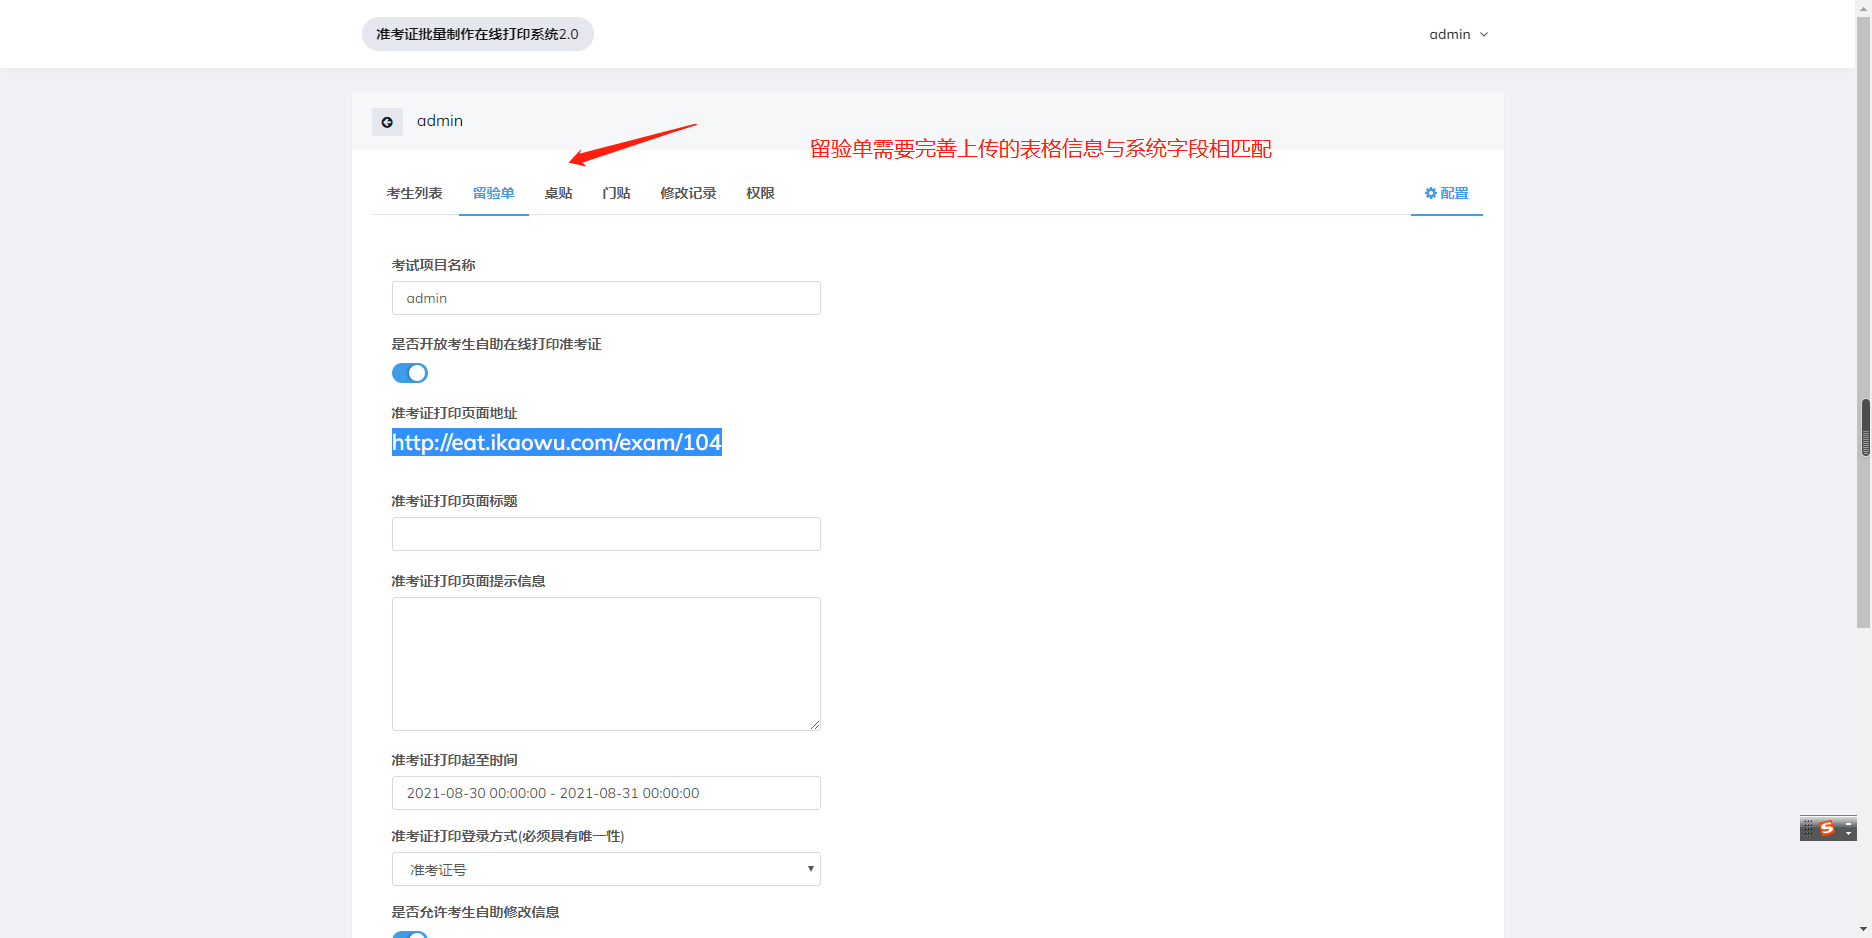 准考证批量制作在线打印系统2.0
admin
admin
留验单需要完善上传的表格信息与系统字段相匹配
考生列表 留验单 桌贴 门贴 修改记录 权限 配置
考试项目名称
admin
是否开放考生自助在线打印准考证
准考证打印页面地址
http://eat.ikaowu.com/exam/104
准考证打印页面标题
准考证打印页面提示信息
准考证打印起至时间
2021-08-30 00:00:00 - 2021-08-31 00:00:00
准考证打印登录方式(必须具有唯一性)
准考证号
是否允许考生自助修改信息